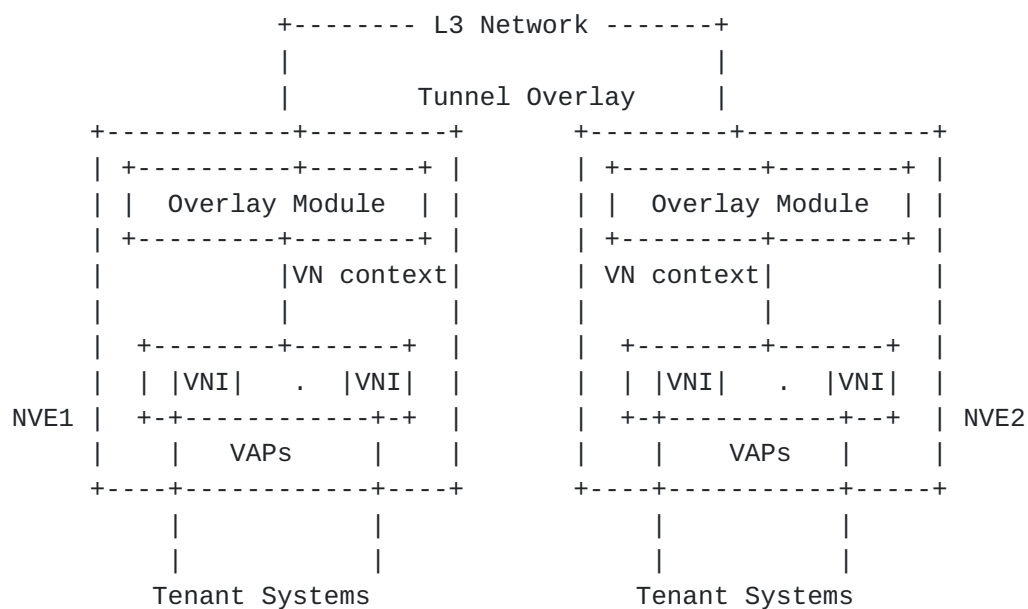 L3 Network
Tunnel Overlay
Overlay Module Overlay Module
VN context VN context
VNI . VNI VNI . VNI
NVE1 NVE2
VAPs VAPs
Tenant Systems Tenant Systems